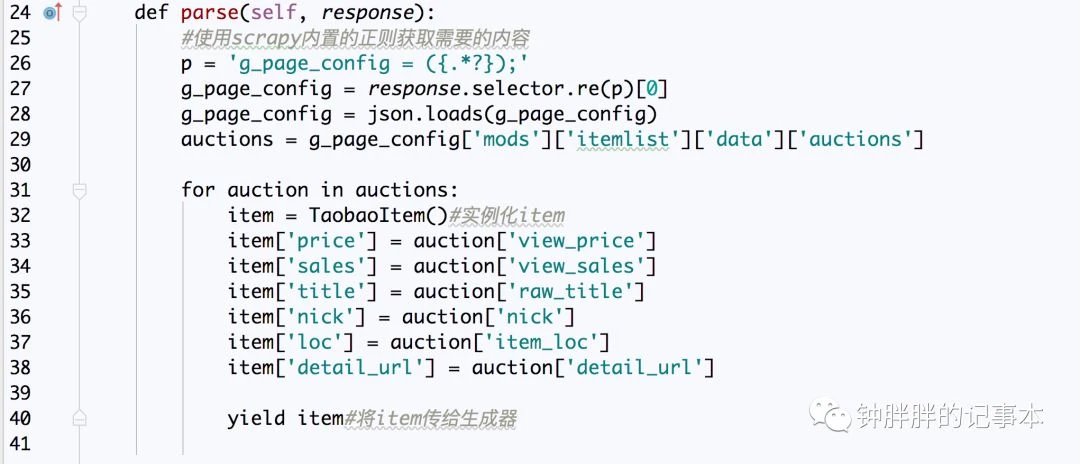 24 def parse(self, response):
25 #使用scrapy内置的正则获取需要的内容
26 p = 'g_page_config = ({.*?});'
27 g_page_config = response.selector.re(p)[0]
28 g_page_config = json.loads(g_page_config)
29 auctions = g_page_config['mods']['itemlist']['data']['auctions']
30
31 for auction in auctions:
32 item = TaobaoItem()#实例化item
33 item['price'] = auction['view_price']
34 item['sales'] = auction['view_sales']
35 item['title'] = auction['raw_title']
36 item['nick'] = auction['nick']
37 item['loc'] = auction['item_loc']
38 item['detail_url'] = auction['detail_url']
39
40 yield item#将item传给生成器
钟胖胖的记事本
41